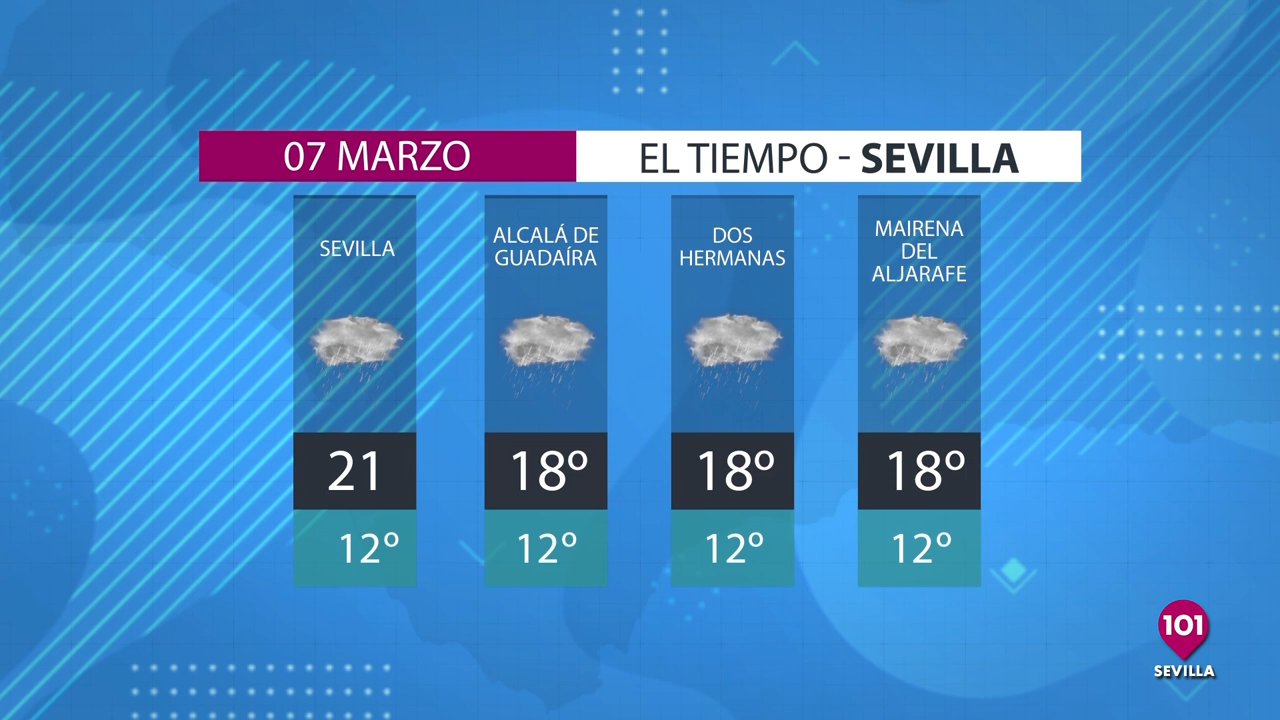 07 MARZO
EL TIEMPO - SEVILLA
SEVILLA
21
12º
ALCALÁ DE
GUADAÍRA
18º
12º
DOS
HERMANAS
18º
12º
MAIRENA
DEL
ALJARAFE
18º
12º
101
SEVILLA